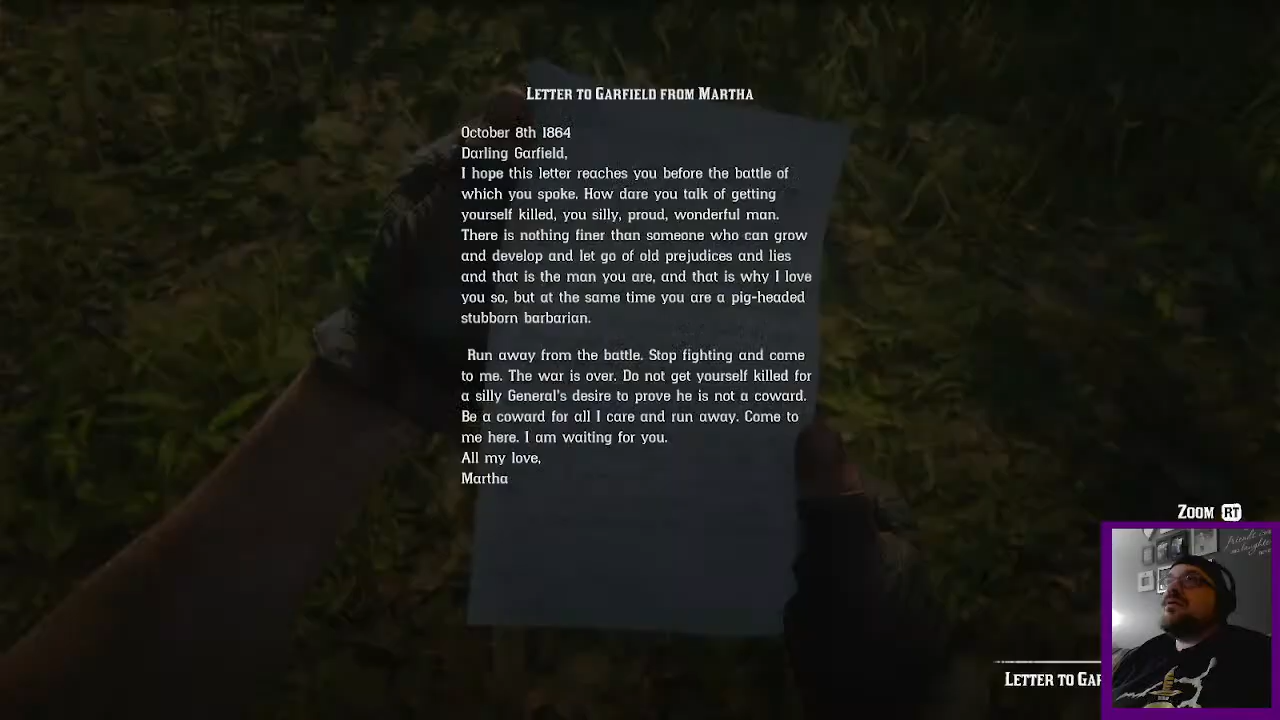 LETTER TO GARFIELD FROM MARTHA
October 8th 1864
Darling Garfield,
I hope this letter reaches you before the battle of
which you spoke. How dare you talk of getting
yourself killed, you silly, proud, wonderful man.
There is nothing finer than someone who can grow
and develop and let go of old prejudices and lies
and that is the man you are, and that is why I love
you so, but at the same time you are a pig-headed
stubborn barbarian.
Run away from the battle. Stop fighting and come
to me. The war is over. Do not get yourself killed for
a silly General's desire to prove he is not a coward.
Be a coward for all I care and run away. Come to
me here. I am waiting for you.
All my love,
Martha
ZOOM RT
LETTER TO GAR